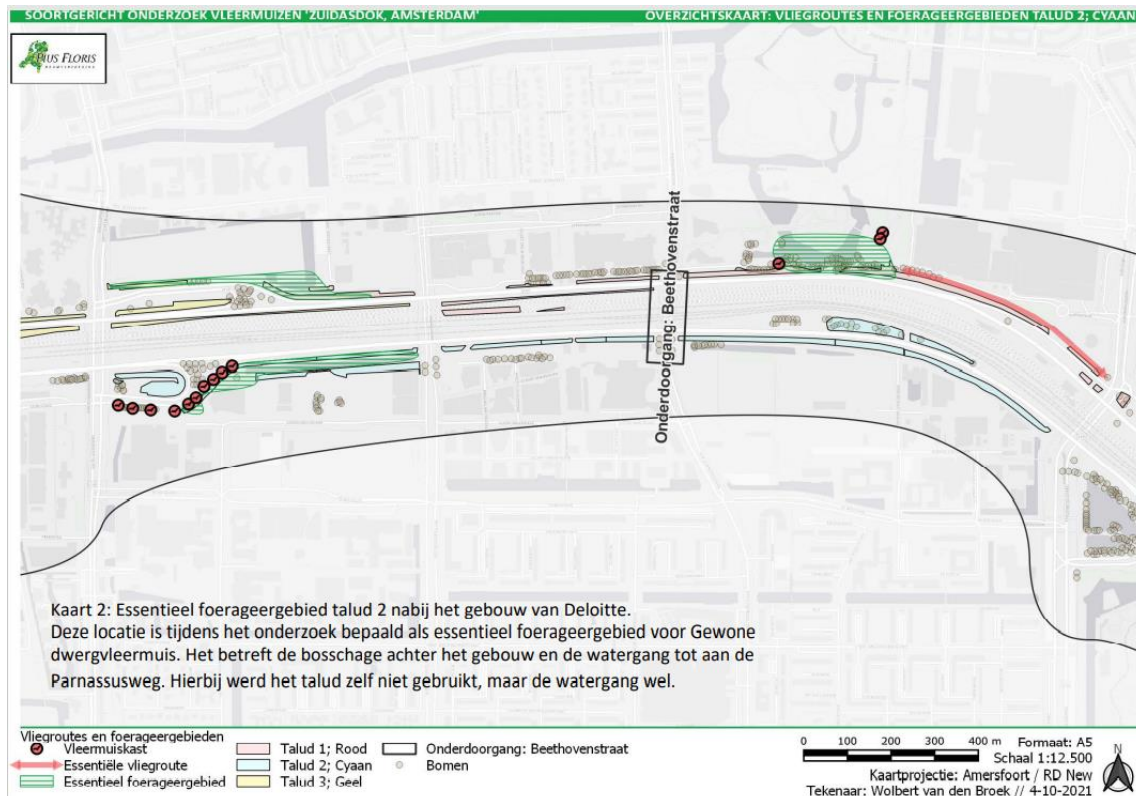 SOORTGERICHT ONDERZOEK VLEERMUIZEN 'ZUIDASDOK, AMSTERDAM'
OVERZICHTSKAART: VLIEGROUTES EN FOERAGEERGEBIEDEN TALUD 2; CYAAN
PIUS FLORIS
BOOMVERZORGING
Onderdoorgang: Beethovenstraat
Kaart 2: Essentieel foerageergebied talud 2 nabij het gebouw van Deloitte.
Deze locatie is tijdens het onderzoek bepaald als essentieel foerageergebied voor Gewone
dwergvleermuis. Het betreft de bosschage achter het gebouw en de watergang tot aan de
Parnassusweg. Hierbij werd het talud zelf niet gebruikt, maar de watergang wel.
Vliegroutes en foerageergebieden
Vleermuiskast
Essentiële vliegroute
Essentieel foerageergebied
Talud 1; Rood
Talud 2; Cyaan
Talud 3; Geel
Onderdoorgang: Beethovenstraat
Bomen
0 100 200 300 400 m
Formaat: A5
Schaal 1:12.500
Kaartprojectie: Amersfoort / RD New
Tekenaar: Wolbert van den Broek // 4-10-2021
N